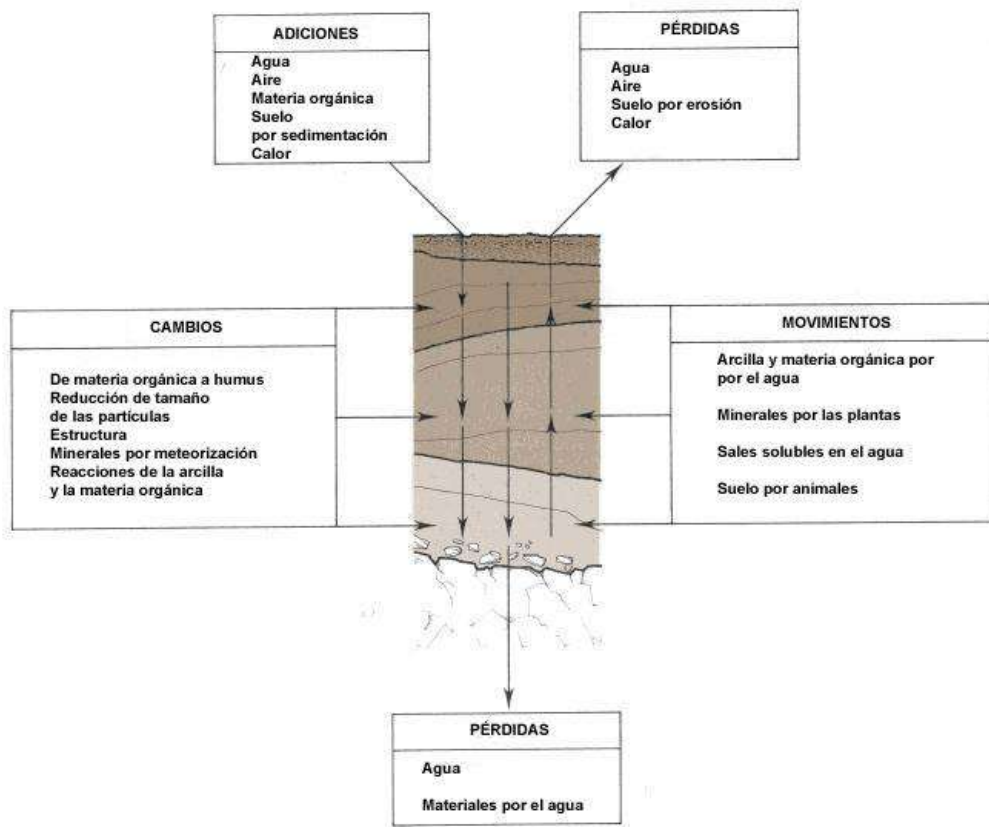 ADICIONES
Agua
Aire
Materia orgánica
Suelo
por sedimentación
Calor
PÉRDIDAS
Agua
Aire
Suelo por erosión
Calor
CAMBIOS
De materia orgánica a humus
Reducción de tamaño
de las partículas
Estructura
Minerales por meteorización
Reacciones de la arcilla
y la materia orgánica
MOVIMIENTOS
Arcilla y materia orgánica por
por el agua
Minerales por las plantas
Sales solubles en el agua
Suelo por animales
PÉRDIDAS
Agua
Materiales por el agua